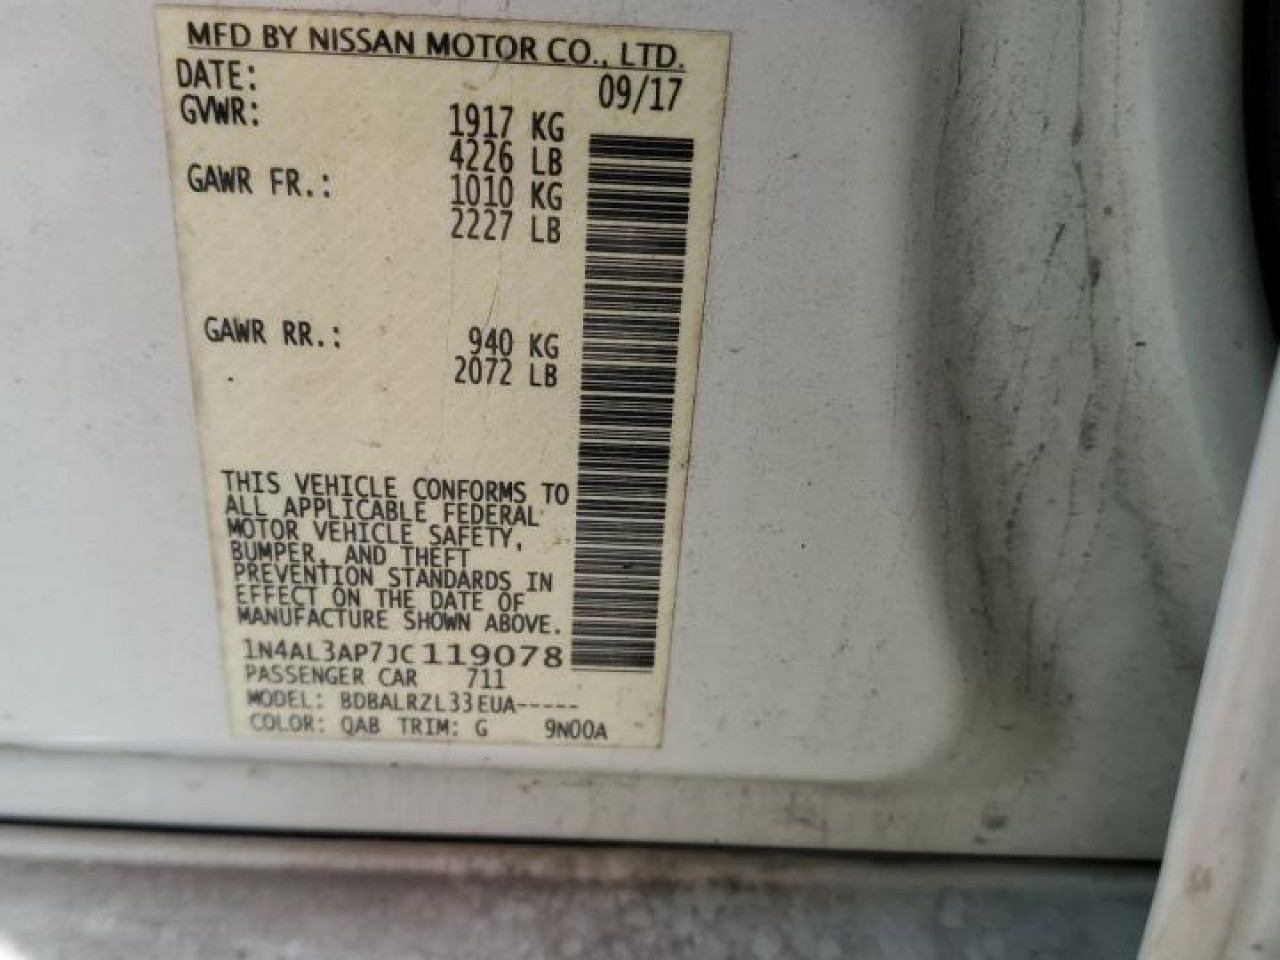 MFD BY NISSAN MOTOR CO., LTD.
DATE: 09/17
GVWR: 1917 KG
4226 LB
GAWR FR.: 1010 KG
2227 LB
GAWR RR.: 940 KG
2072 LB
THIS VEHICLE CONFORMS TO
ALL APPLICABLE FEDERAL
MOTOR VEHICLE SAFETY,
BUMPER, AND THEFT
PREVENTION STANDARDS IN
EFFECT ON THE DATE OF
MANUFACTURE SHOWN ABOVE.
1N4AL3AP7JC119078
PASSENGER CAR 711
MODEL: BDBALRZL33EUA-----
COLOR: QAB TRIM: G 9N00A